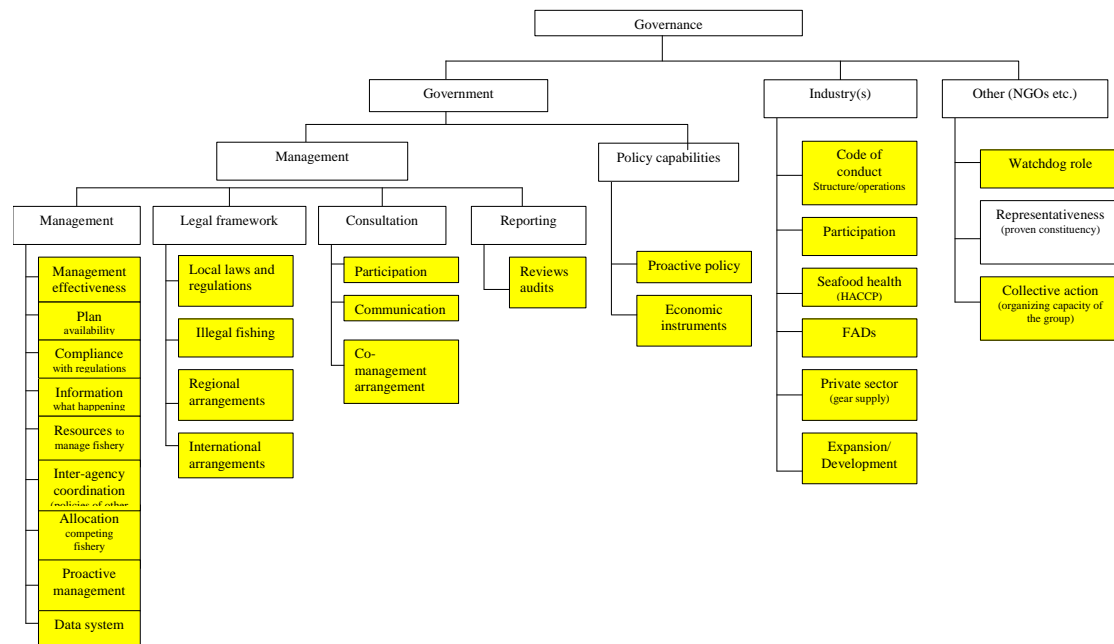 Governance
Government
Industry(s)
Other (NGOs etc.)
Management
Policy capabilities
Management
Legal framework
Consultation
Reporting
Management
effectiveness
Plan
availability
Compliance
with regulations
Information
what happening
Resources to
manage fishery
Inter-agency
coordination
(policies of other
Allocation
competing
fishery
Proactive
management
Data system
Local laws and
regulations
Illegal fishing
Regional
arrangements
International
arrangements
Participation
Communication
Co-
management
arrangement
Reviews
audits
Proactive policy
Economic
instruments
Code of
conduct
Structure/operations
Participation
Seafood health
(HACCP)
FADs
Private sector
(gear supply)
Expansion/
Development
Watchdog role
Representativeness
(proven constituency)
Collective action
(organizing capacity of
the group)